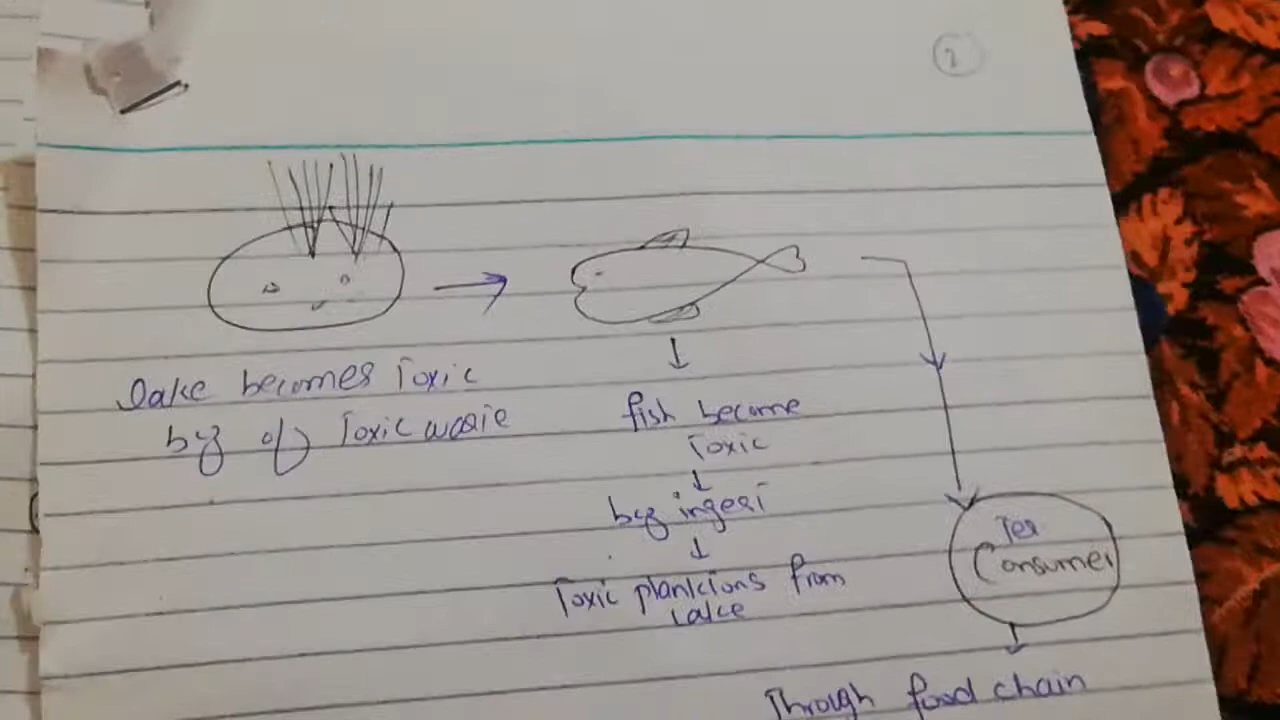 2
lake becomes Toxic
by of Toxic waste
fish become
Toxic
by ingest
Toxic planktons from
Lake
Ter
Consumer
Through food chain